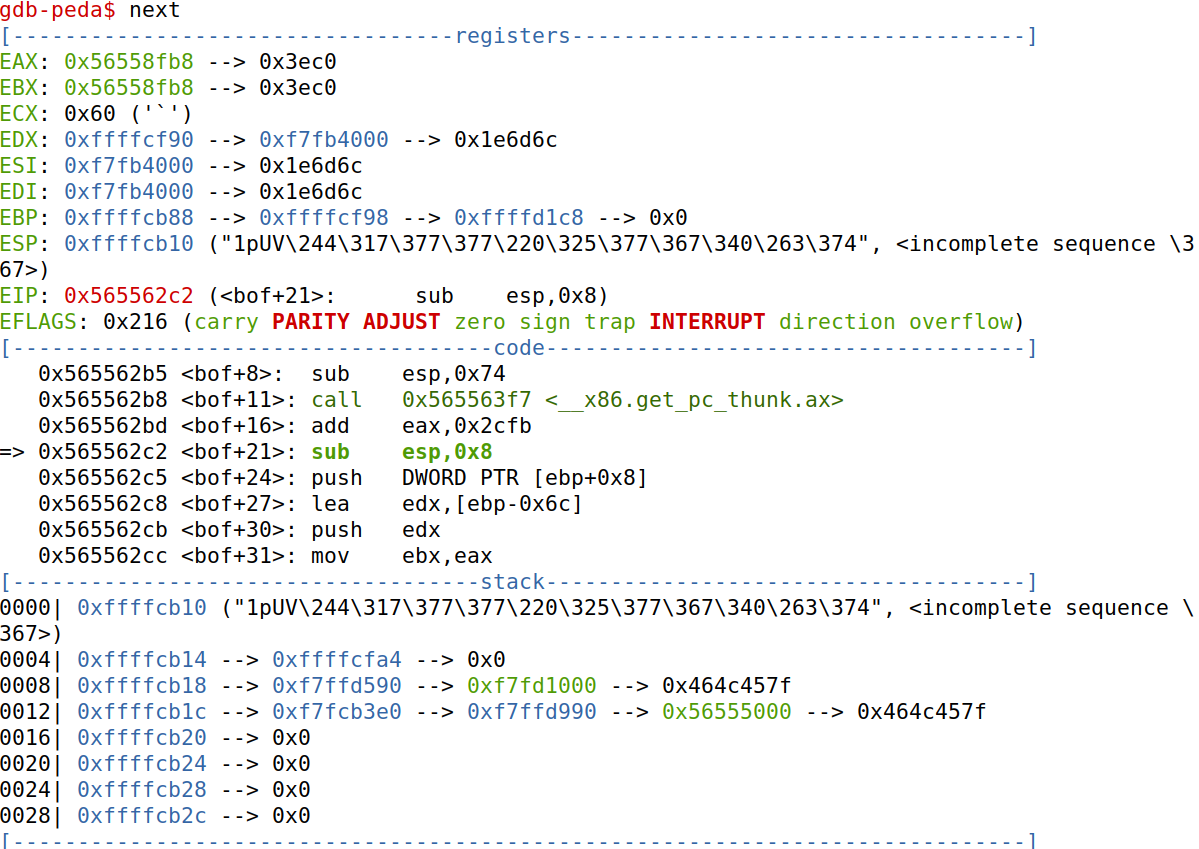 gdb-peda$ next
[----------------------------------registers-----------------------------------]
EAX: 0x56558fb8 --> 0x3ec0
EBX: 0x56558fb8 --> 0x3ec0
ECX: 0x60 ('`')
EDX: 0xffffcf90 --> 0xf7fb4000 --> 0x1e6d6c
ESI: 0xf7fb4000 --> 0x1e6d6c
EDI: 0xf7fb4000 --> 0x1e6d6c
EBP: 0xffffcb88 --> 0xffffcf98 --> 0xffffd1c8 --> 0x0
ESP: 0xffffcb10 ("1pUV\244\317\377\377\220\325\377\367\340\263\374", <incomplete sequence \3
67>)
EIP: 0x565562c2 (<bof+21>:      sub    esp,0x8)
EFLAGS: 0x216 (carry PARITY ADJUST zero sign trap INTERRUPT direction overflow)
[-------------------------------------code-------------------------------------]
   0x565562b5 <bof+8>:  sub    esp,0x74
   0x565562b8 <bof+11>: call   0x565563f7 <__x86.get_pc_thunk.ax>
   0x565562bd <bof+16>: add    eax,0x2cfb
=> 0x565562c2 <bof+21>: sub    esp,0x8
   0x565562c5 <bof+24>: push   DWORD PTR [ebp+0x8]
   0x565562c8 <bof+27>: lea    edx,[ebp-0x6c]
   0x565562cb <bof+30>: push   edx
   0x565562cc <bof+31>: mov    ebx,eax
[------------------------------------stack-------------------------------------]
0000| 0xffffcb10 ("1pUV\244\317\377\377\220\325\377\367\340\263\374", <incomplete sequence \
367>)
0004| 0xffffcb14 --> 0xffffcfa4 --> 0x0
0008| 0xffffcb18 --> 0xf7ffd590 --> 0xf7fd1000 --> 0x464c457f
0012| 0xffffcb1c --> 0xf7fcb3e0 --> 0xf7ffd990 --> 0x56555000 --> 0x464c457f
0016| 0xffffcb20 --> 0x0
0020| 0xffffcb24 --> 0x0
0024| 0xffffcb28 --> 0x0
0028| 0xffffcb2c --> 0x0
[------------------------------------------------------------------------------]